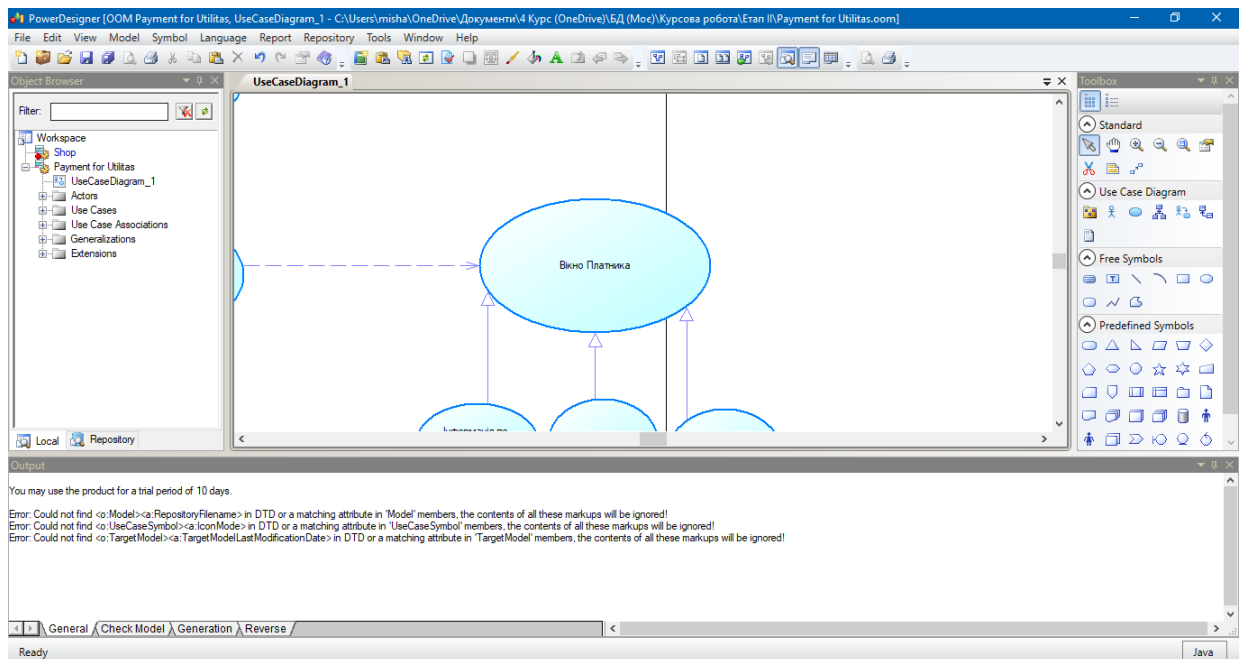 PowerDesigner [OOM Payment for Utilitas, UseCaseDiagram_1 - C:\Users\misha\OneDrive\Документи\4 Курс (OneDrive)\БД (Моє)\Курсова робота\Етап II\Payment for Utilitas.oom]
File Edit View Model Symbol Language Report Repository Tools Window Help
Object Browser
UseCaseDiagram_1
Toolbox
Filter:
Workspace
Shop
Payment for Utilitas
UseCaseDiagram_1
Actors
Use Cases
Use Case Associations
Generalizations
Extensions
Local Repository
Вікно Платника
Інформація по
Standard
Use Case Diagram
Free Symbols
Predefined Symbols
Output
You may use the product for a trial period of 10 days.
Error: Could not find <o:Model><a:RepositoryFilename> in DTD or a matching attribute in 'Model' members, the contents of all these markups will be ignored!
Error: Could not find <o:UseCaseSymbol><a:IconMode> in DTD or a matching attribute in 'UseCaseSymbol' members, the contents of all these markups will be ignored!
Error: Could not find <o:TargetModel><a:TargetModelLastModificationDate> in DTD or a matching attribute in 'TargetModel' members, the contents of all these markups will be ignored!
General Check Model Generation Reverse
Ready
Java